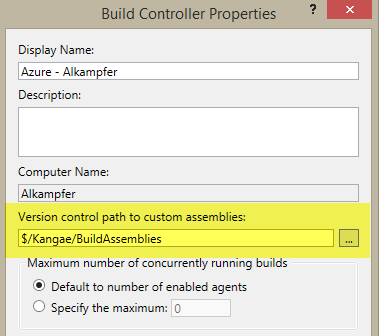 Build Controller Properties
?
Display Name:
Azure - Alkampfer
Description:
Computer Name:
Alkampfer
Version control path to custom assemblies:
$/Kangae/BuildAssemblies
...
Maximum number of concurrently running builds
Default to number of enabled agents
Specify the maximum: 0